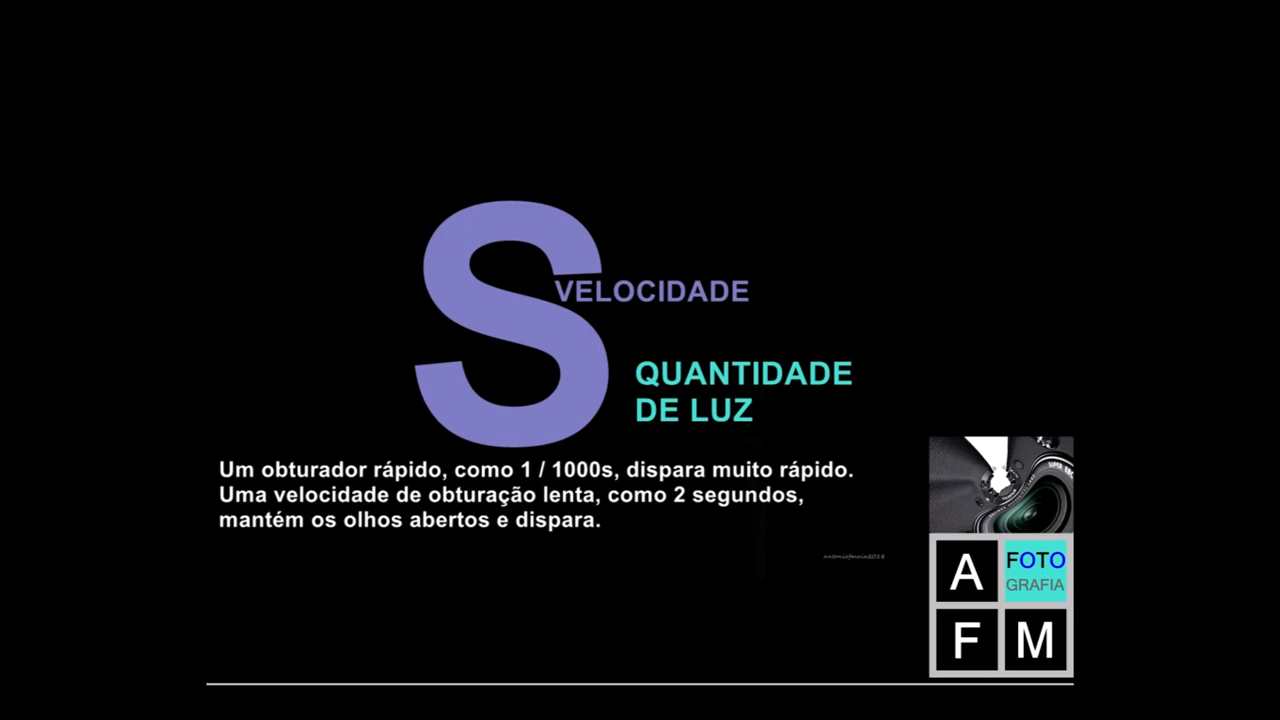 S
VELOCIDADE
QUANTIDADE
DE LUZ
Um obturador rápido, como 1 / 1000s, dispara muito rápido.
Uma velocidade de obturação lenta, como 2 segundos,
mantém os olhos abertos e dispara.
antoniofmaia2018
A
FOTO
GRAFIA
F
M